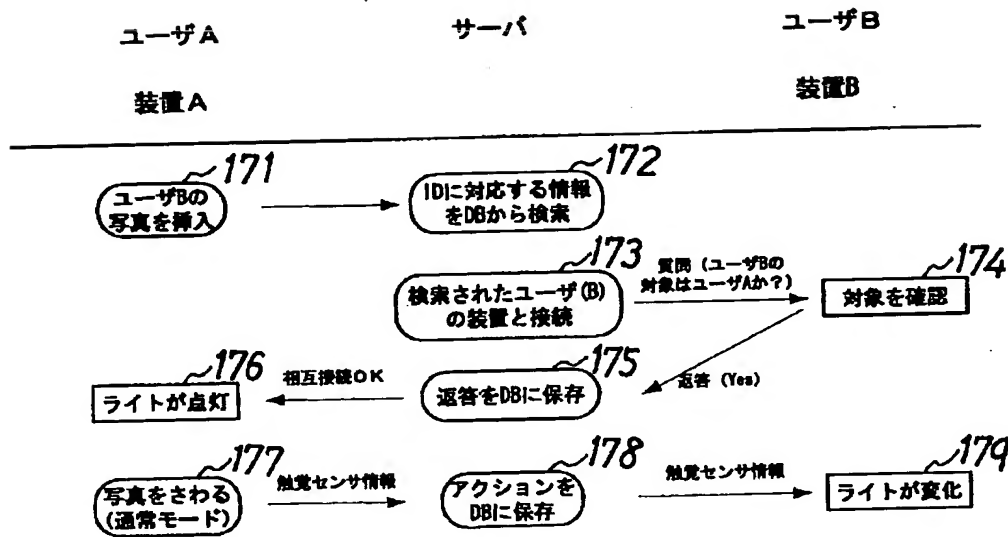 ユーザA
サーバ
ユーザB
装置A
装置B
171
ユーザBの
写真を挿入
172
IDに対応する情報
をDBから検索
173
検索されたユーザ(B)
の装置と接続
質問 (ユーザBの
対象はユーザAか?)
174
対象を確認
返答 (Yes)
175
返答をDBに保存
相互接続OK
176
ライトが点灯
177
写真をさわる
(通常モード)
触覚センサ情報
178
アクションを
DBに保存
触覚センサ情報
179
ライトが変化